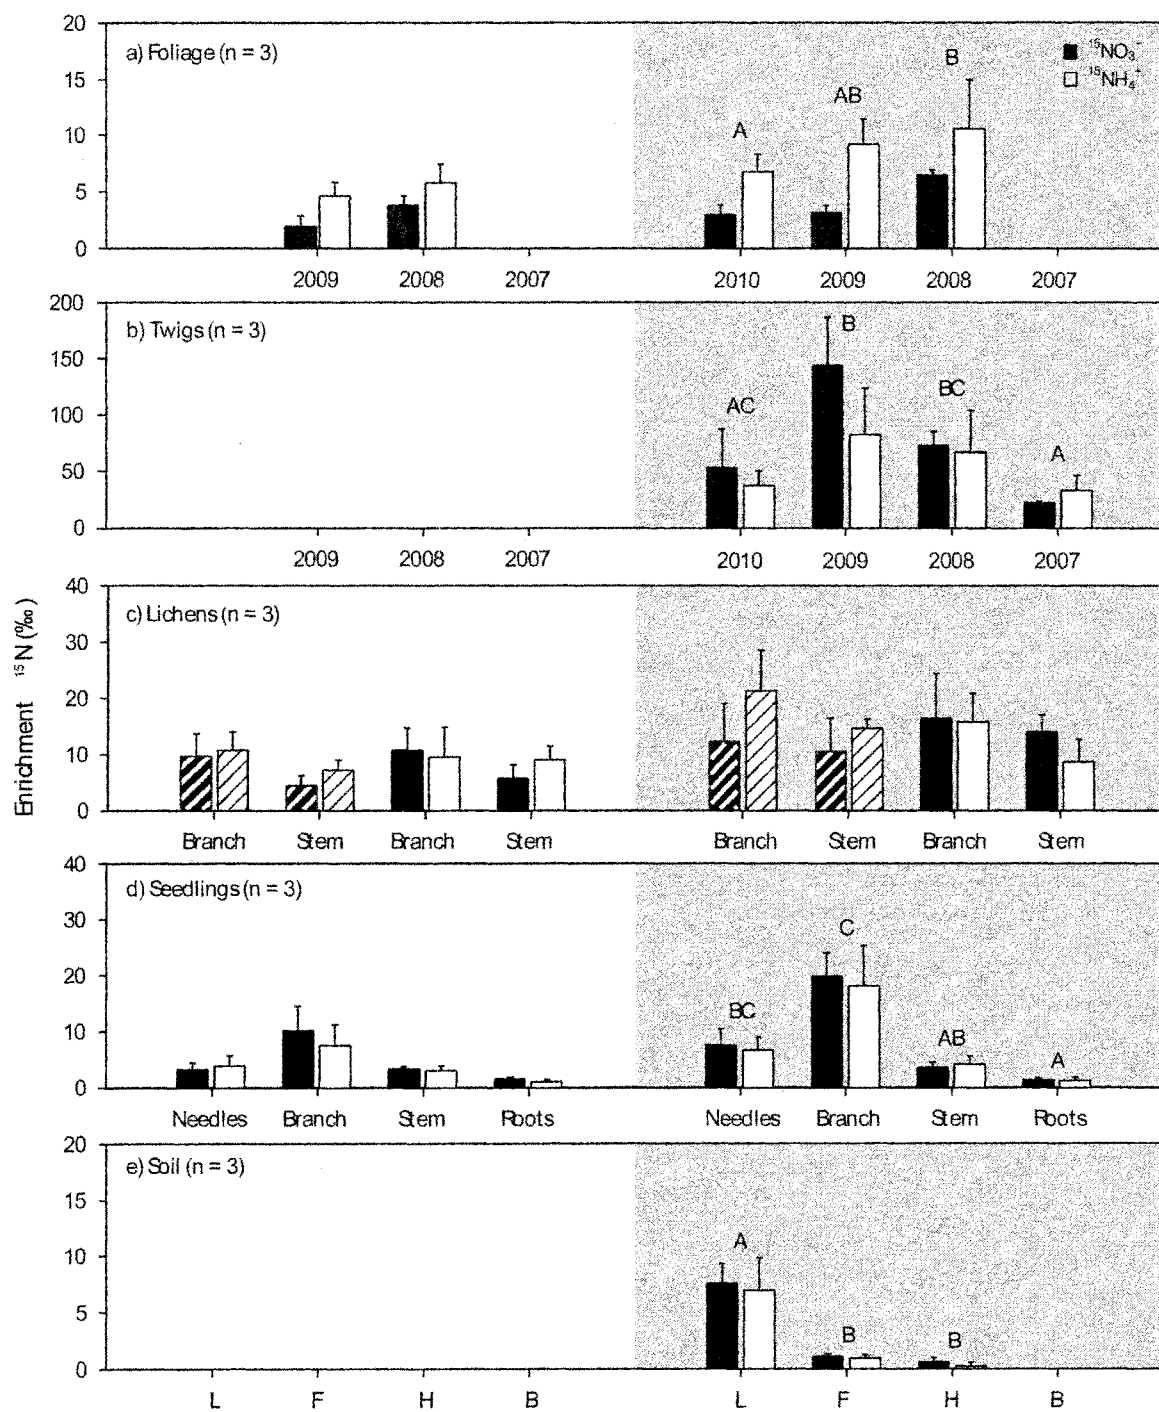 20
a) Foliage (n = 3)
B
■ ¹⁵NO₃⁻
15
□ ¹⁵NH₄⁺
AB
A
10
5
0
2009 2008 2007 2010 2009 2008 2007
200
b) Twigs (n = 3)
B
150
BC
AC
100
A
50
0
2009 2008 2007 2010 2009 2008 2007
40
c) Lichens (n = 3)
30
20
10
0
Branch Stem Branch Stem Branch Stem Branch Stem
Enrichment ¹⁵N (‰)
40
d) Seedlings (n = 3)
30
C
20
BC
AB
10
A
0
Needles Branch Stem Roots Needles Branch Stem Roots
20
e) Soil (n = 3)
15
A
10
5
B B
0
L F H B L F H B